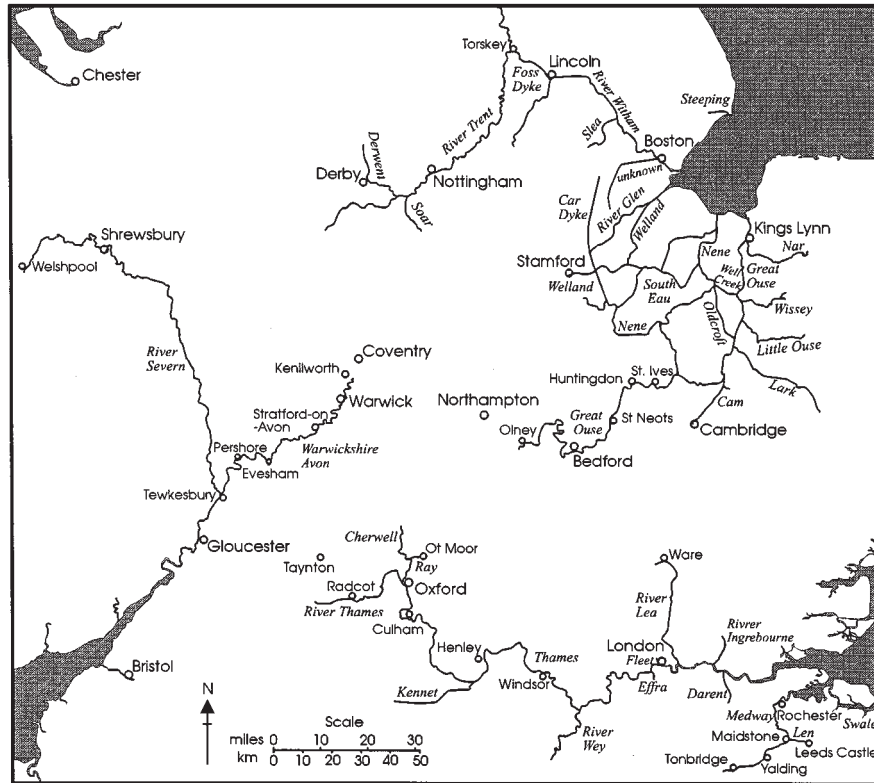 Torskey
Lincoln
Chester
Foss
Dyke
River Witham
Steeping
River Trent
Slea
Derwent
Boston
Derby
Nottingham
unknown
Soar
Car
Dyke
River Glen
Welland
Shrewsbury
Kings Lynn
Nene
Nar
Welshpool
Stamford
Well
Creek
Great
Ouse
Welland
South
Eau
Wissey
Oldcroft
Nene
Little Ouse
River
Severn
Coventry
Kenilworth
Huntingdon
St. Ives
Lark
Warwick
Northampton
Cam
Stratford-on
-Avon
Great
Ouse
St Neots
Olney
Cambridge
Pershore
Warwickshire
Avon
Evesham
Bedford
Tewkesbury
Cherwell
Gloucester
Ot Moor
Ware
Taynton
Ray
Radcot
Oxford
River
Lea
River Thames
Culham
Rivrer
Ingrebourne
Henley
London
Thames
Fleet
Bristol
Windsor
Effra
Kennet
Darent
N
Medway
Rochester
Swale
Scale
River
Wey
Maidstone
Len
miles 0 10 20 30
Leeds Castle
km 0 10 20 30 40 50
Tonbridge
Yalding